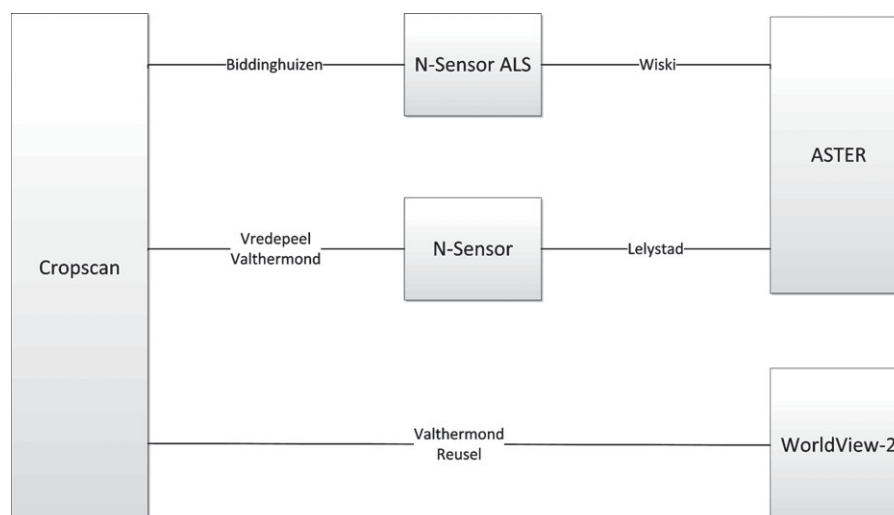 Biddinghuizen
N-Sensor ALS
Wiski
ASTER
Cropscan
Vredepeel
Valthermond
N-Sensor
Lelystad
Valthermond
Reusel
WorldView-2